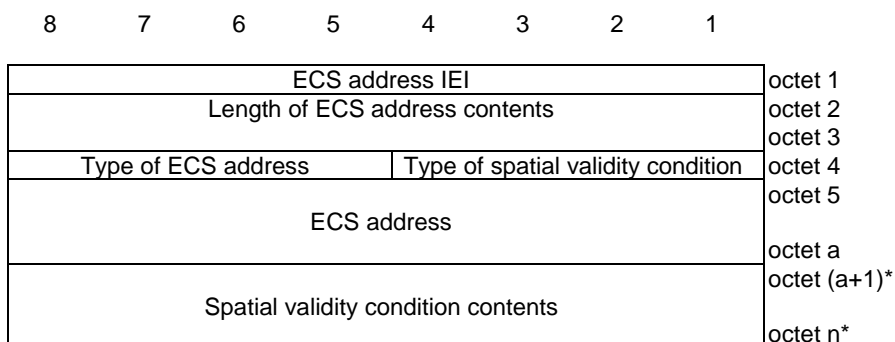 8 7 6 5 4 3 2 1
ECS address IEI octet 1
Length of ECS address contents octet 2
octet 3
Type of ECS address Type of spatial validity condition octet 4
octet 5
ECS address
octet a
octet (a+1)*
Spatial validity condition contents
octet n*